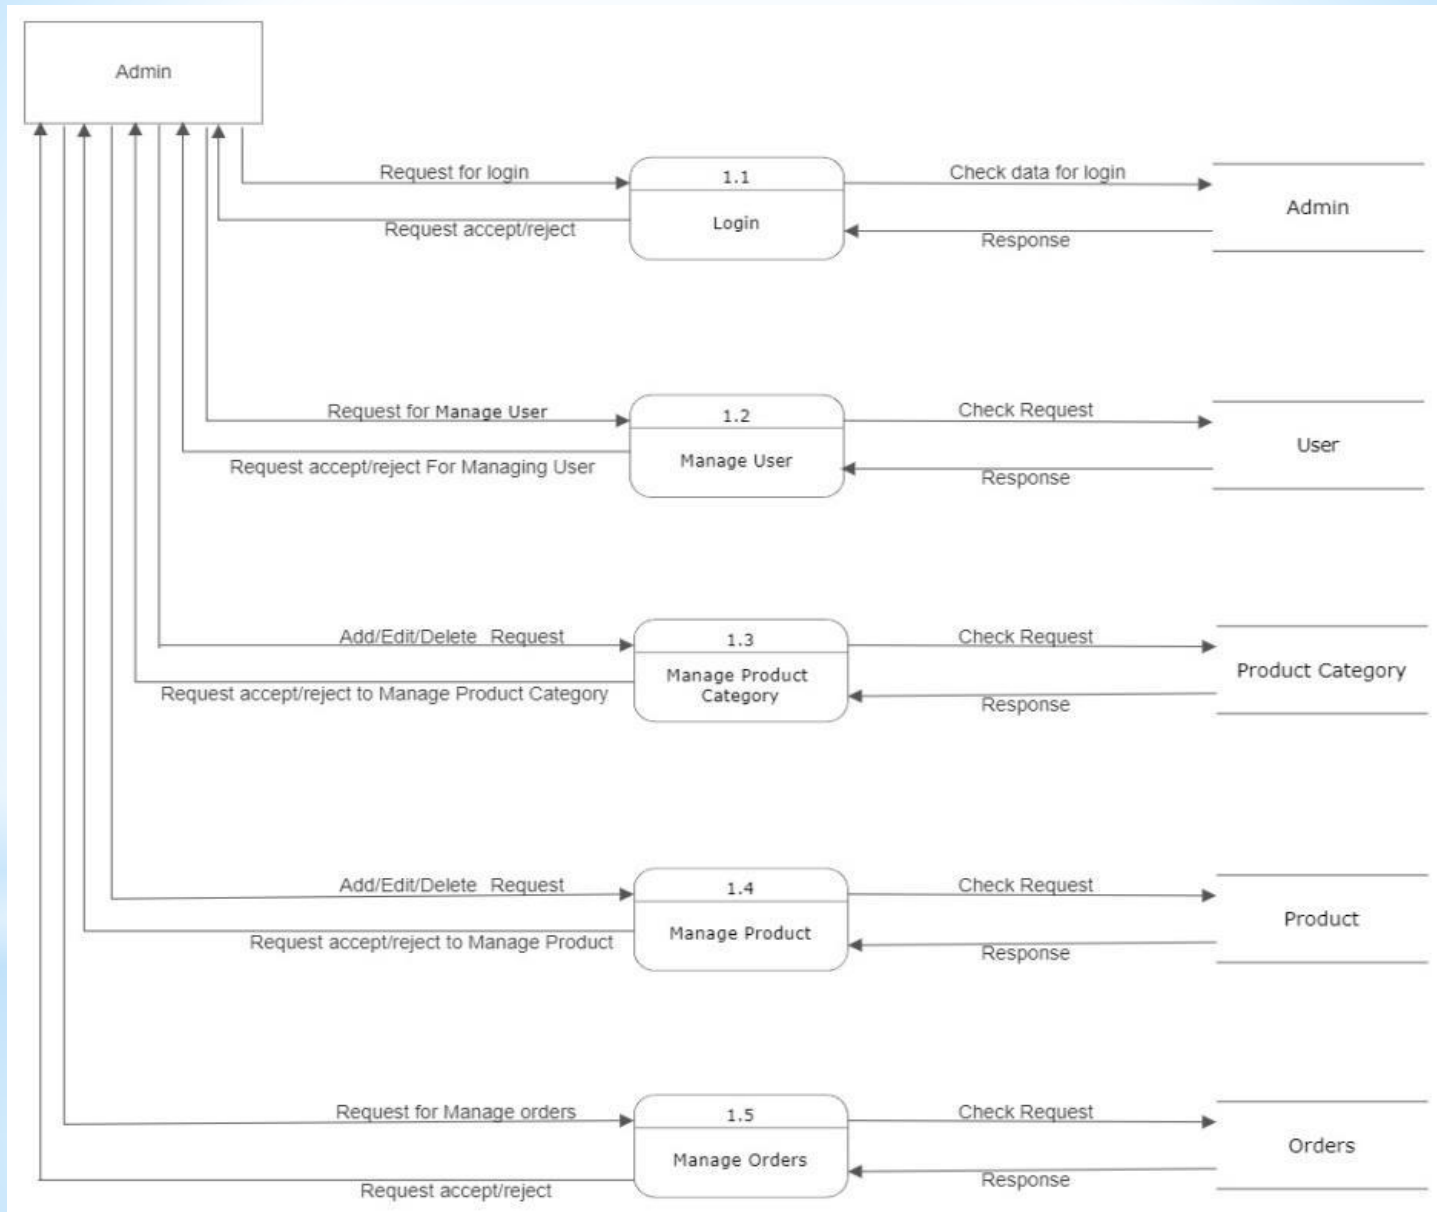 Admin
Request for login
1.1
Check data for login
Login
Admin
Request accept/reject
Response
Request for Manage User
1.2
Check Request
Manage User
User
Request accept/reject For Managing User
Response
Add/Edit/Delete Request
1.3
Check Request
Manage Product
Category
Product Category
Request accept/reject to Manage Product Category
Response
Add/Edit/Delete Request
1.4
Check Request
Manage Product
Product
Request accept/reject to Manage Product
Response
Request for Manage orders
1.5
Check Request
Manage Orders
Orders
Request accept/reject
Response